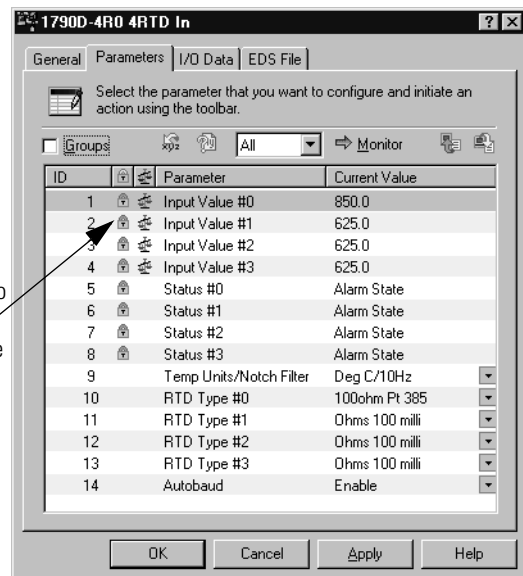 1790D-4R0 4RTD In
General Parameters I/O Data EDS File
Select the parameter that you want to configure and initiate an
action using the toolbar.
Groups All Monitor
ID Parameter Current Value
1 Input Value #0 850.0
2 Input Value #1 625.0
3 Input Value #2 625.0
4 Input Value #3 625.0
5 Status #0 Alarm State
6 Status #1 Alarm State
7 Status #2 Alarm State
8 Status #3 Alarm State
9 Temp Units/Notch Filter Deg C/10Hz
10 RTD Type #0 100ohm Pt 385
11 RTD Type #1 Ohms 100 milli
12 RTD Type #2 Ohms 100 milli
13 RTD Type #3 Ohms 100 milli
14 Autobaud Enable
OK Cancel Apply Help